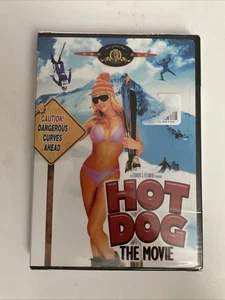 CAUTION:
DANGEROUS
CURVES
AHEAD
HOT
DOG
THE MOVIE